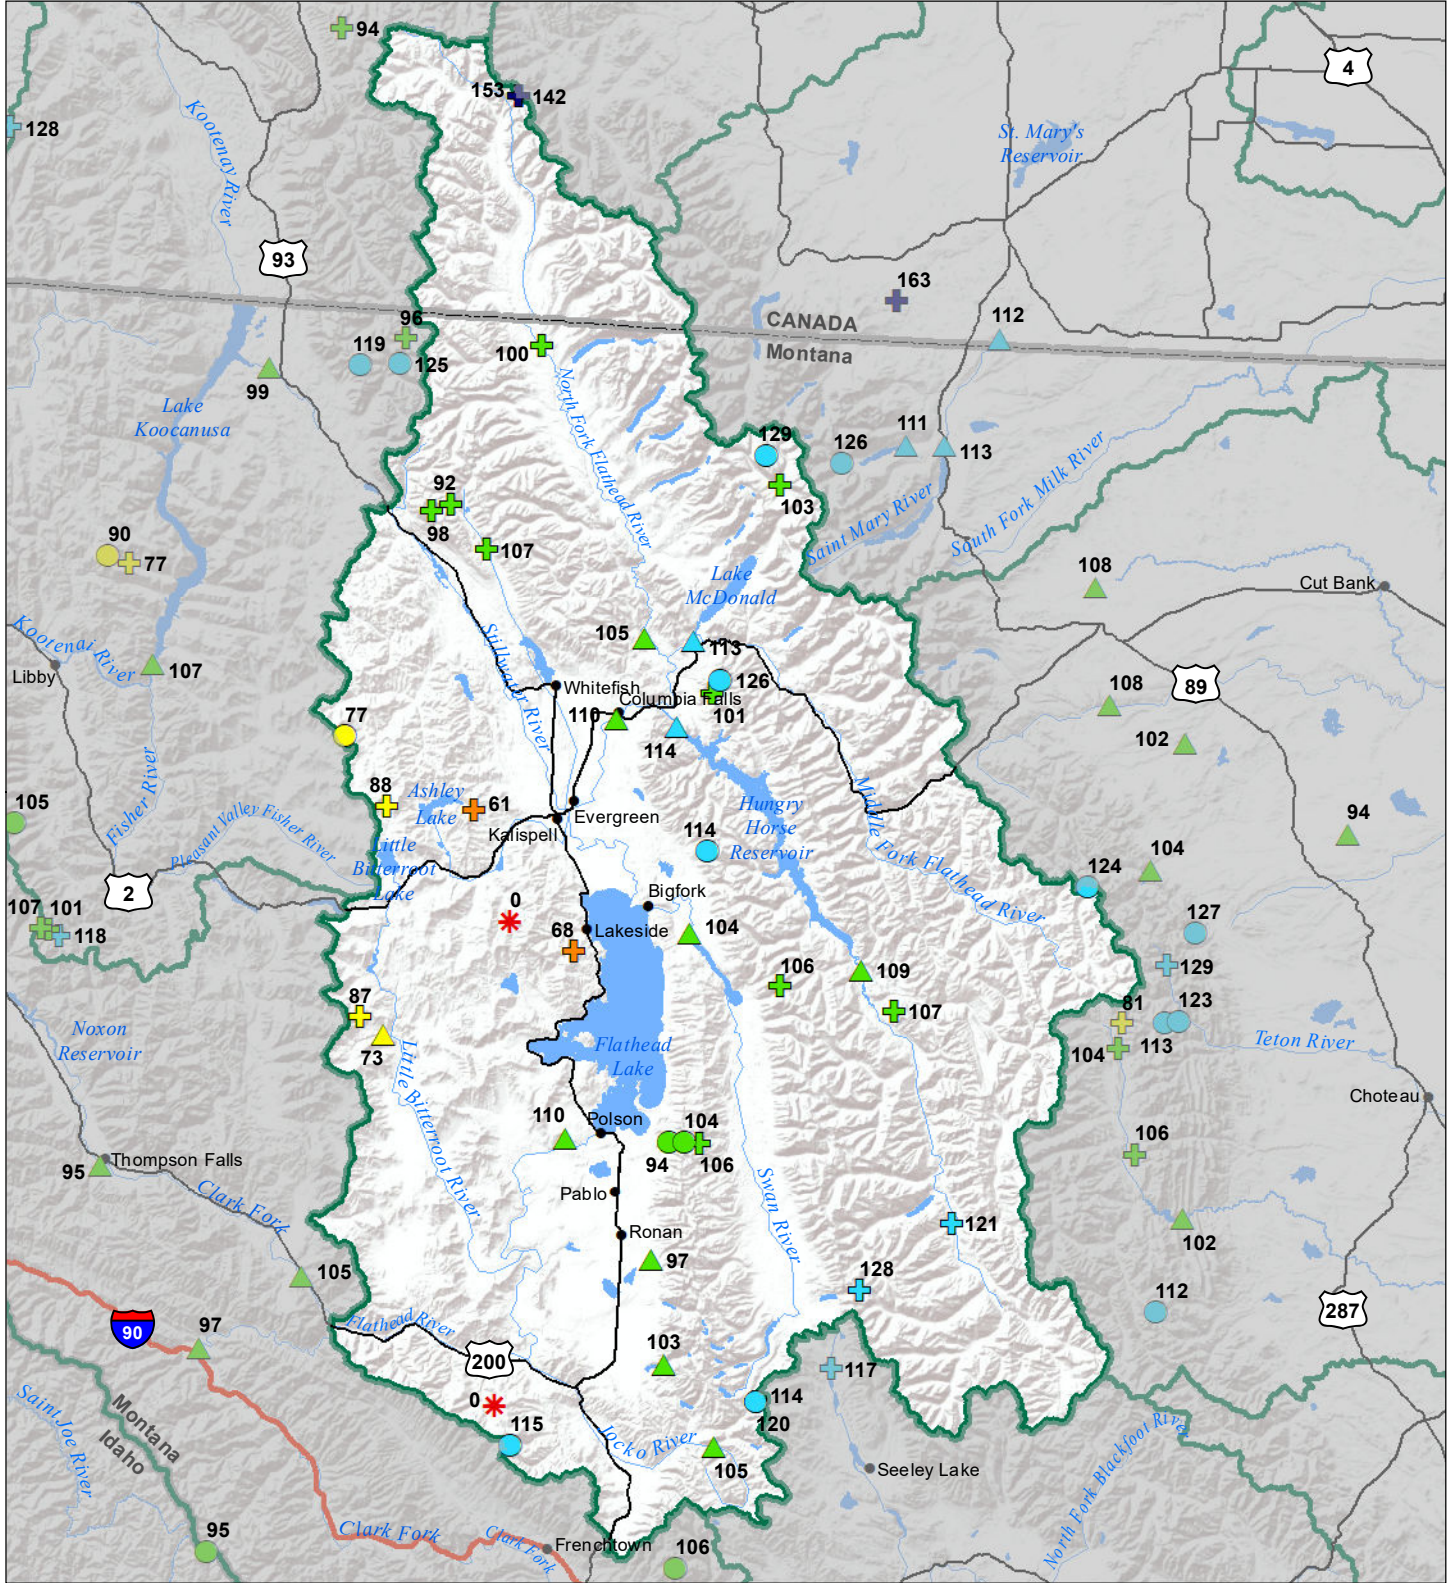 94
4
153
142
128
Kootenay River
St. Mary's
Reservoir
93
163
CANADA
Montana
112
96
119
125
100
99
Lake
Koocanusa
North Fork Flathead River
129
126
111
113
103
Saint Mary River
South Fork Milk River
92
98
107
90
77
108
Cut Bank
Lake
McDonald
Kootenai River
Libby
107
105
113
Stillwater River
Whitefish
126
Columbia Falls
101
110
114
89
108
102
77
Fisher River
88
Ashley
Lake
61
Evergreen
Kalispell
Hungry
Horse
Reservoir
Middle Fork Flathead River
94
105
Pleasant Valley Fisher River
Little
Bitterroot
Lake
114
104
124
2
Bigfork
0
107
101
118
68
Lakeside
104
127
129
106
109
107
87
73
81
123
113
104
Noxon
Reservoir
Flathead
Lake
Teton River
Little Bitterroot River
Choteau
110
Polson
104
94
106
106
95
Thompson Falls
Clark Fork
Pablo
Swan River
121
102
Ronan
97
105
128
112
287
90
97
Flathead River
200
103
117
0
115
114
120
Montana
Idaho
Saint Joe River
Jocko River
105
Seeley Lake
North Fork Blackfoot River
95
Clark Fork
Clark Fork
Frenchtown
106